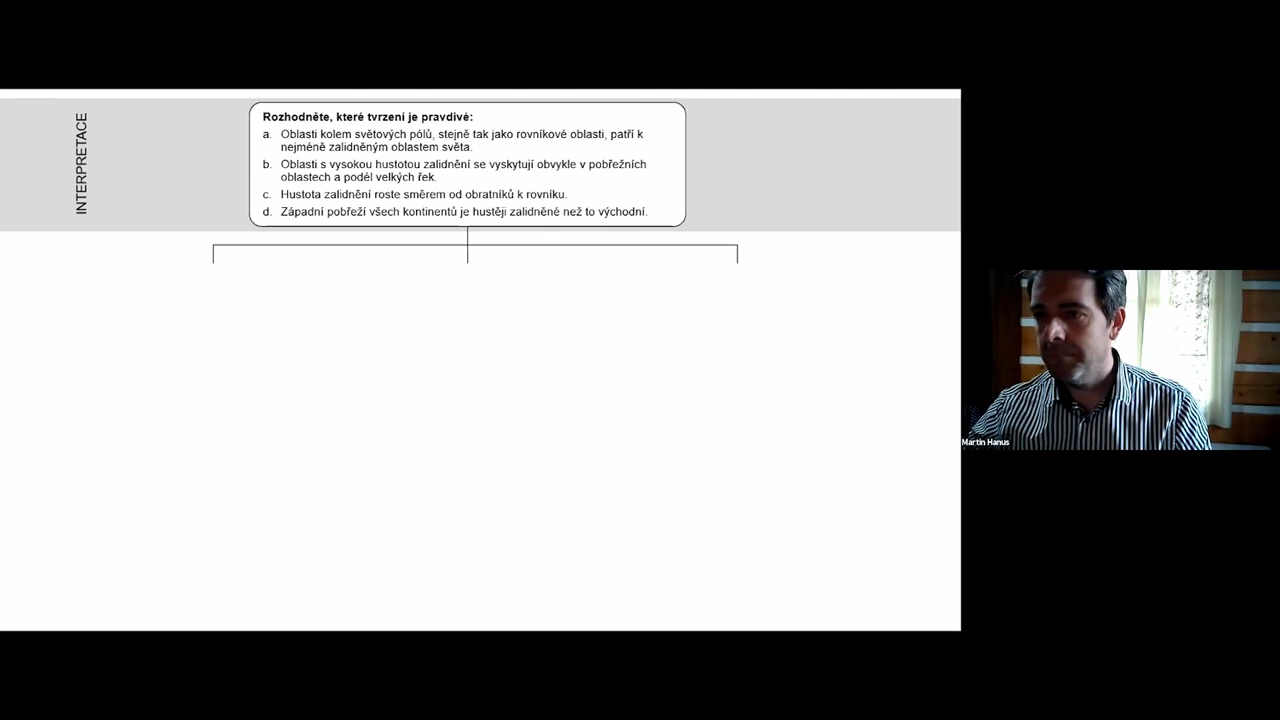 INTERPRETACE
Rozhodněte, které tvrzení je pravdivé:
a. Oblasti kolem světových pólů, stejně tak jako rovníkové oblasti, patří k
nejméně zalidněným oblastem světa.
b. Oblasti s vysokou hustotou zalidnění se vyskytují obvykle v pobřežních
oblastech a podél velkých řek.
c. Hustota zalidnění roste směrem od obratníků k rovníku.
d. Západní pobřeží všech kontinentů je hustěji zalidněné než to východní.
Martin Hanus